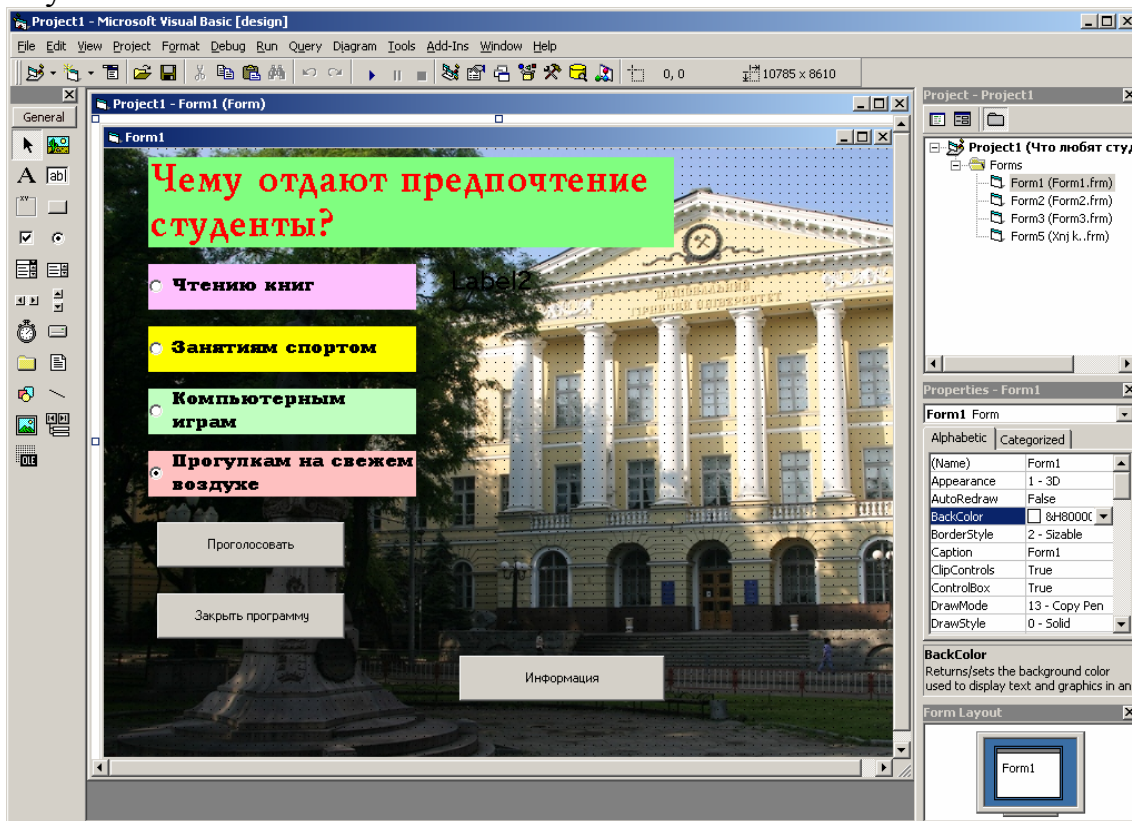 Project1 - Microsoft Visual Basic [design]
File Edit View Project Format Debug Run Query Diagram Tools Add-Ins Window Help
0, 0 10785 x 8610
General
Project1 - Form1 (Form)
Form1
Чему отдают предпочтение
студенты?
Label2
Чтению книг
Занятиям спортом
Компьютерным
играм
Прогулкам на свежем
воздухе
Проголосовать
Закрыть программу
Информация
Project - Project1
Project1 (Что любят студ
Forms
Form1 (Form1.frm)
Form2 (Form2.frm)
Form3 (Form3.frm)
Form5 (Xnj k..frm)
Properties - Form1
Form1 Form
Alphabetic Categorized
(Name) Form1
Appearance 1 - 3D
AutoRedraw False
BackColor &H8000C
BorderStyle 2 - Sizable
Caption Form1
ClipControls True
ControlBox True
DrawMode 13 - Copy Pen
DrawStyle 0 - Solid
BackColor
Returns/sets the background color
used to display text and graphics in an
Form Layout
Form1